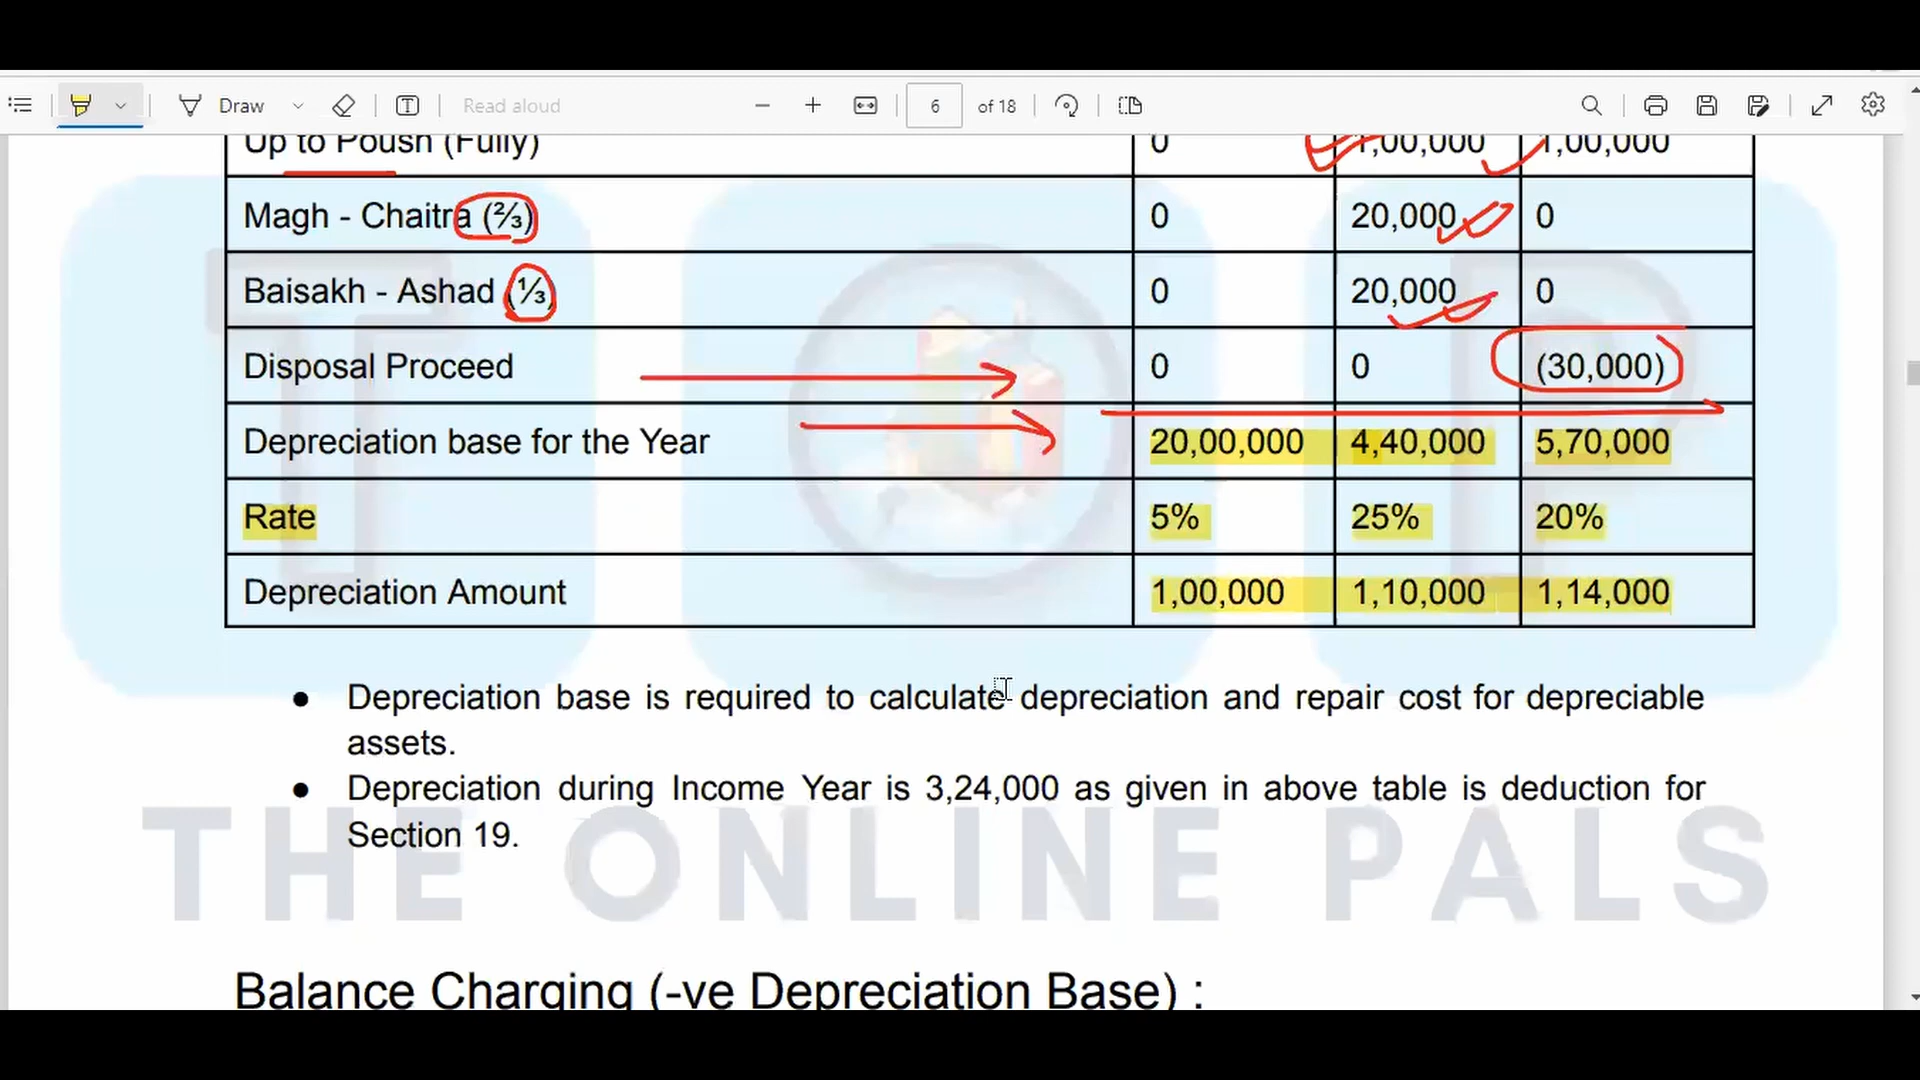 Draw
Read aloud
6 of 18
Up to Poush (Fully) 0 1,00,000 1,00,000
Magh - Chaitra (⅔) 0 20,000 0
Baisakh - Ashad (⅓) 0 20,000 0
Disposal Proceed 0 0 (30,000)
Depreciation base for the Year 20,00,000 4,40,000 5,70,000
Rate 5% 25% 20%
Depreciation Amount 1,00,000 1,10,000 1,14,000
● Depreciation base is required to calculate depreciation and repair cost for depreciable
assets.
● Depreciation during Income Year is 3,24,000 as given in above table is deduction for
Section 19.
T O P
THE ONLINE PALS
Balance Charging (-ve Depreciation Base) :